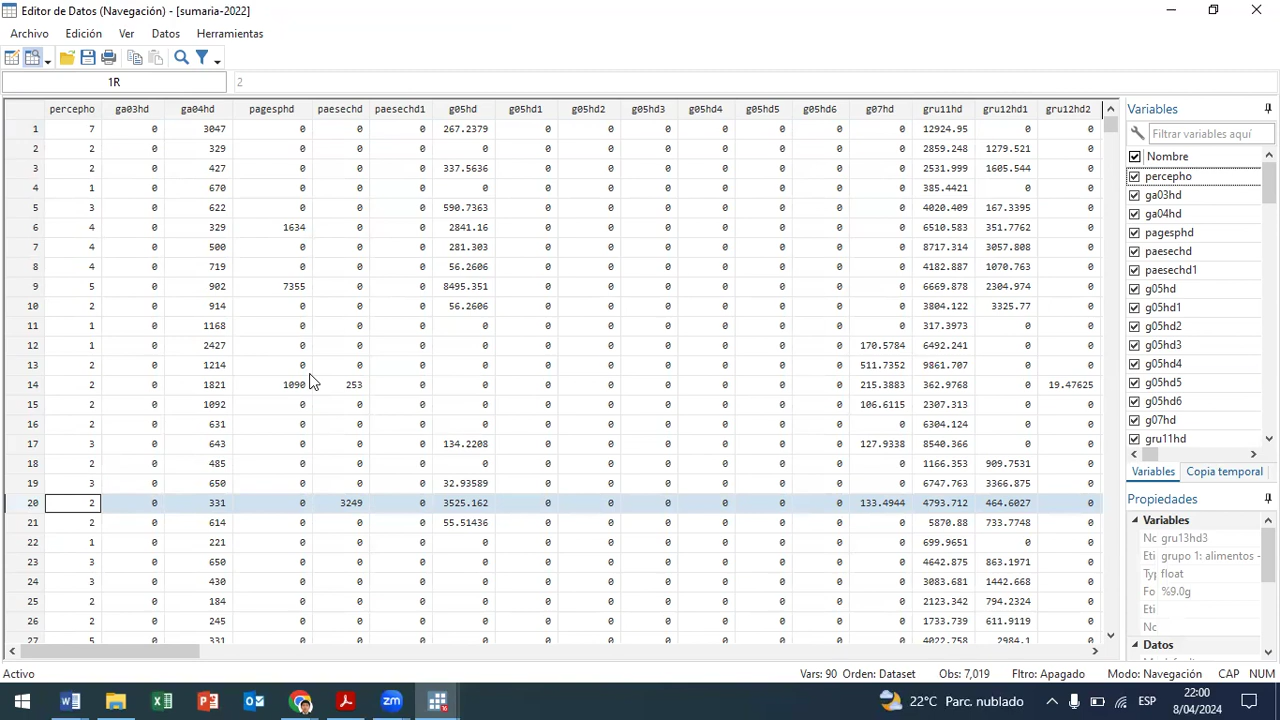 Editor de Datos (Navegación) - [sumaria-2022]
Archivo Edición Ver Datos Herramientas
1R 2
percepho ga03hd ga04hd pagesphd paesechd paesechd1 g05hd g05hd1 g05hd2 g05hd3 g05hd4 g05hd5 g05hd6 g07hd gru11hd gru12hd1 gru12hd2
1 7 0 3047 0 0 0 267.2379 0 0 0 0 0 0 0 12924.95 0 0
2 2 0 329 0 0 0 0 0 0 0 0 0 0 0 2859.248 1279.521 0
3 2 0 427 0 0 0 337.5636 0 0 0 0 0 0 0 2531.999 1605.544 0
4 1 0 670 0 0 0 0 0 0 0 0 0 0 0 385.4421 0 0
5 3 0 622 0 0 0 590.7363 0 0 0 0 0 0 0 4020.409 167.3395 0
6 4 0 329 1634 0 0 2841.16 0 0 0 0 0 0 0 6510.583 351.7762 0
7 4 0 500 0 0 0 281.303 0 0 0 0 0 0 0 8717.314 3057.808 0
8 4 0 719 0 0 0 56.2606 0 0 0 0 0 0 0 4182.887 1070.763 0
9 5 0 902 7355 0 0 8495.351 0 0 0 0 0 0 0 6669.878 2304.974 0
10 2 0 914 0 0 0 56.2606 0 0 0 0 0 0 0 3804.122 3325.77 0
11 1 0 1168 0 0 0 0 0 0 0 0 0 0 0 317.3973 0 0
12 1 0 2427 0 0 0 0 0 0 0 0 0 0 170.5784 6492.241 0 0
13 2 0 1214 0 0 0 0 0 0 0 0 0 0 511.7352 9861.707 0 0
14 2 0 1821 1090 253 0 0 0 0 0 0 0 0 215.3883 362.9768 0 19.47625
15 2 0 1092 0 0 0 0 0 0 0 0 0 0 106.6115 2307.313 0 0
16 2 0 631 0 0 0 0 0 0 0 0 0 0 0 6304.124 0 0
17 3 0 643 0 0 0 134.2208 0 0 0 0 0 0 127.9338 8540.366 0 0
18 2 0 485 0 0 0 0 0 0 0 0 0 0 0 1166.353 909.7531 0
19 3 0 650 0 0 0 32.93589 0 0 0 0 0 0 0 6747.763 3366.875 0
20 2 0 331 0 3249 0 3525.162 0 0 0 0 0 0 133.4944 4793.712 464.6027 0
21 2 0 614 0 0 0 55.51436 0 0 0 0 0 0 0 5870.88 733.7748 0
22 1 0 221 0 0 0 0 0 0 0 0 0 0 0 699.9651 0 0
23 3 0 650 0 0 0 0 0 0 0 0 0 0 0 4642.875 863.1971 0
24 3 0 430 0 0 0 0 0 0 0 0 0 0 0 3083.681 1442.668 0
25 2 0 184 0 0 0 0 0 0 0 0 0 0 0 2123.342 794.2324 0
26 2 0 245 0 0 0 0 0 0 0 0 0 0 0 1733.739 611.9119 0
27 5 0 331 0 0 0 0 0 0 0 0 0 0 0 4022.758 2984.1 0
Variables
Filtrar variables aquí
Nombre
percepho
ga03hd
ga04hd
pagesphd
paesechd
paesechd1
g05hd
g05hd1
g05hd2
g05hd3
g05hd4
g05hd5
g05hd6
g07hd
gru11hd
Variables Copia temporal
Propiedades
Variables
Nc gru13hd3
Eti grupo 1: alimentos -
Typ float
Fo %9.0g
Eti
Nc
Datos
Activo Vars: 90 Orden: Dataset Obs: 7,019 Filtro: Apagado Modo: Navegación CAP NUM
22°C Parc. nublado ESP 22:00
8/04/2024